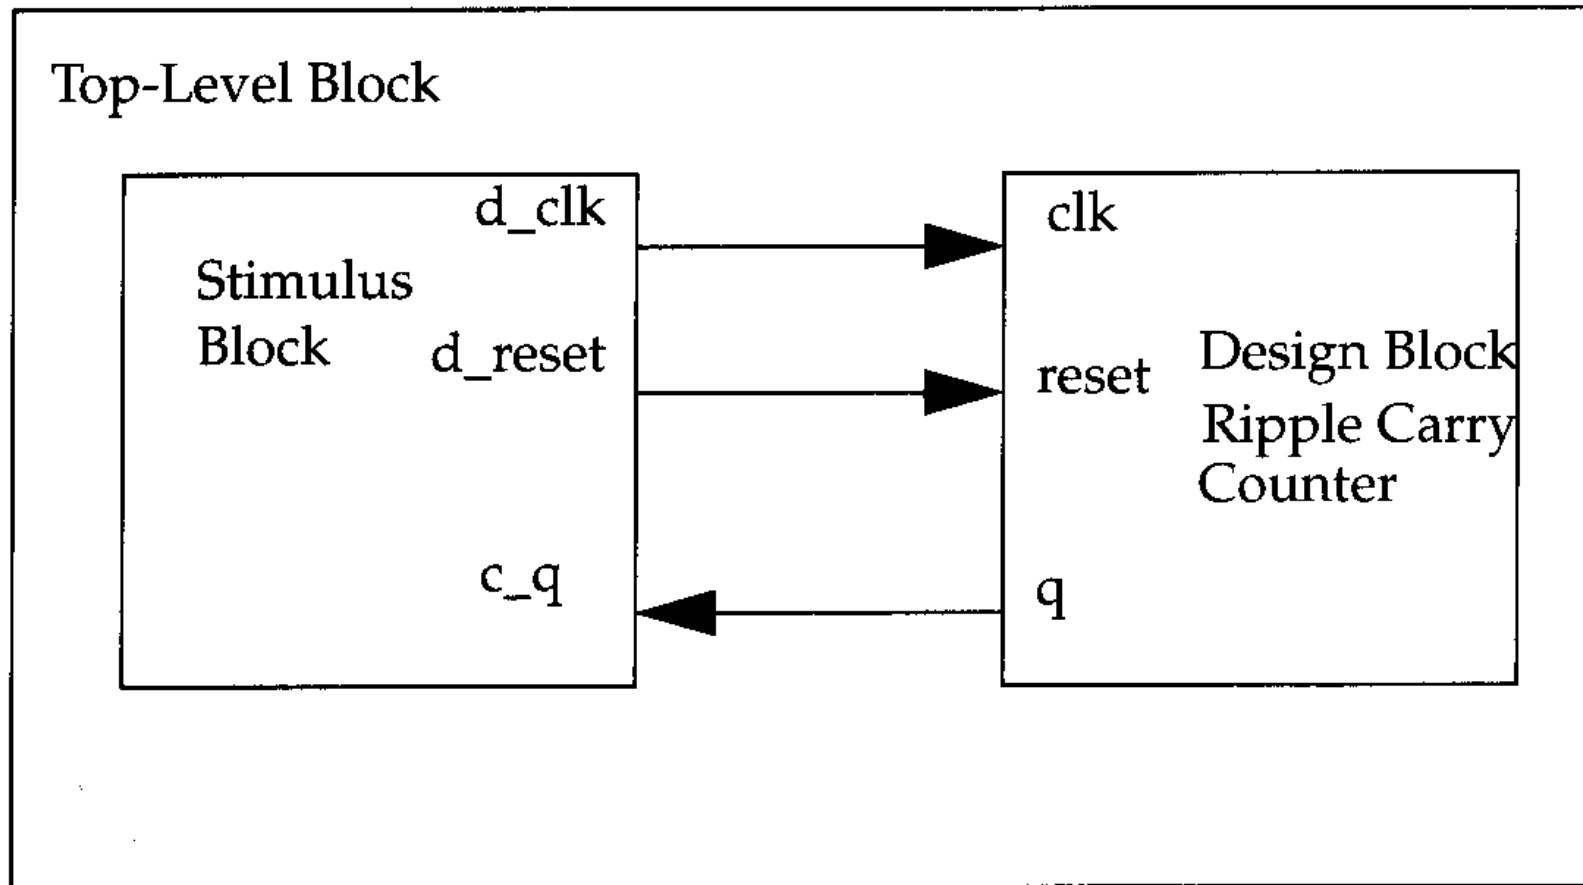 Top-Level Block
d_clk
Stimulus
Block
d_reset
c_q
clk
reset
Design Block
Ripple Carry
Counter
q